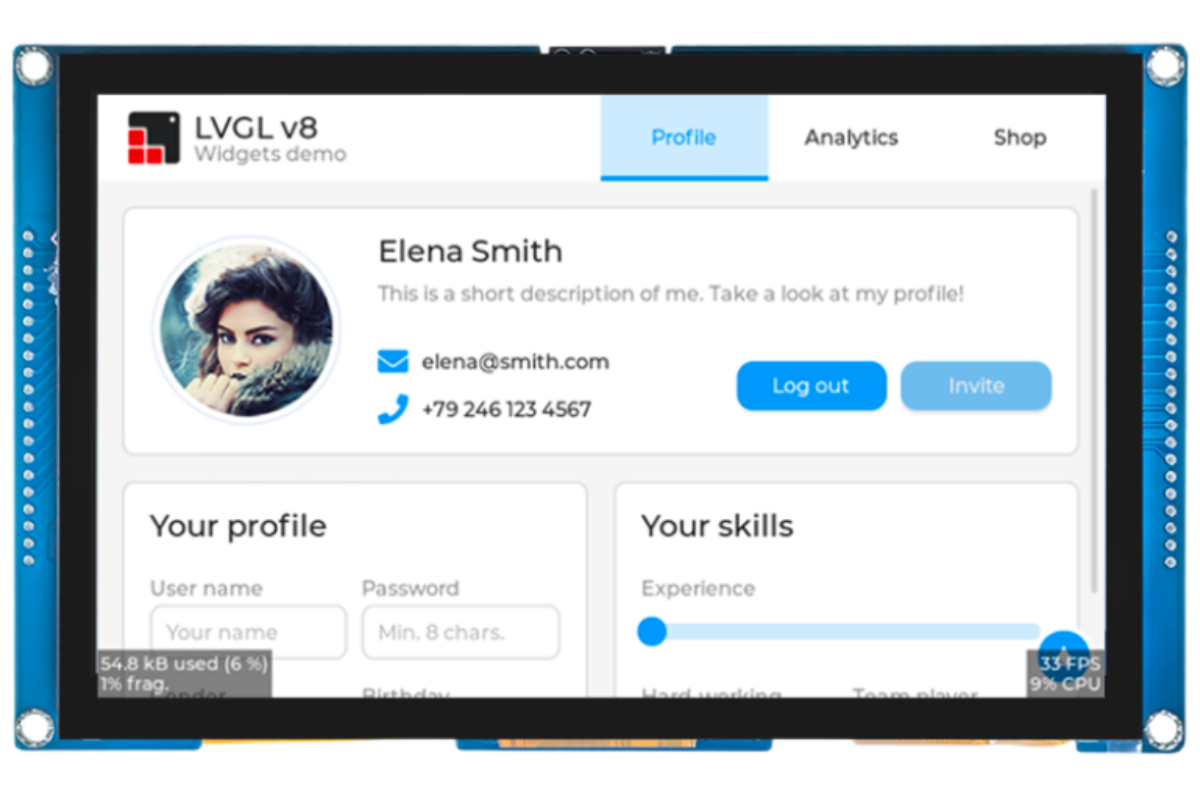 LVGL v8
Widgets demo
Profile
Analytics
Shop
Elena Smith
This is a short description of me. Take a look at my profile!
elena@smith.com
+79 246 123 4567
Log out
Invite
Your profile
User name
Password
Your name
Min. 8 chars.
Your skills
Experience
54.8 kB used (6 %)
1% frag.
Birthday
Hard-working
Team player
33 FPS
9% CPU